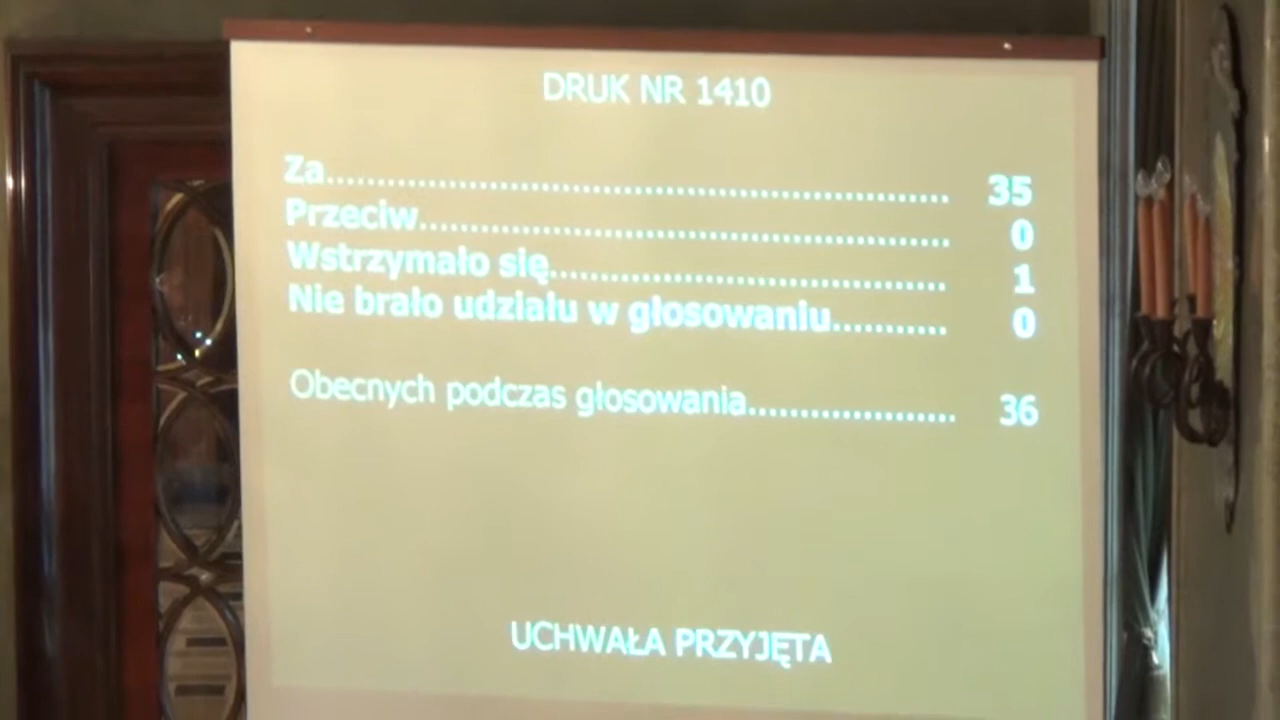 DRUK NR 1410
Za.............................................................. 35
Przeciw..................................................... 0
Wstrzymało się....................................... 1
Nie brało udziału w głosowaniu........... 0
Obecnych podczas głosowania.................... 36
UCHWAŁA PRZYJĘTA